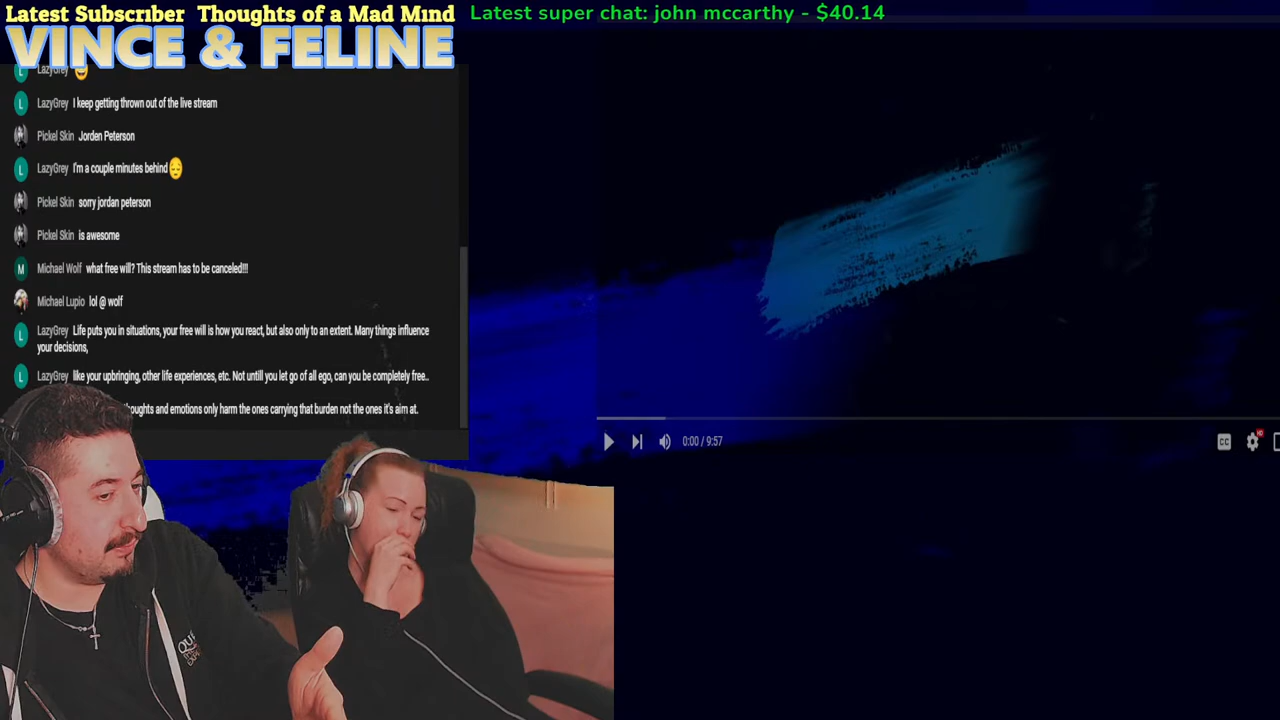 Latest Subscriber Thoughts of a Mad Mind
Latest super chat: john mccarthy - $40.14
VINCE & FELINE
LazyGrey
LazyGrey I keep getting thrown out of the live stream
Pickel Skin Jorden Peterson
LazyGrey I'm a couple minutes behind
Pickel Skin sorry jordan peterson
Pickel Skin is awesome
Michael Wolf what free will? This stream has to be canceled!!!
Michael Lupio lol @ wolf
LazyGrey Life puts you in situations, your free will is how you react, but also only to an extent. Many things influence
your decisions,
LazyGrey like your upbringing, other life experiences, etc. Not untill you let go of all ego, can you be completely free..
thoughts and emotions only harm the ones carrying that burden not the ones it's aim at.
0:00 / 9:57
CC
HD